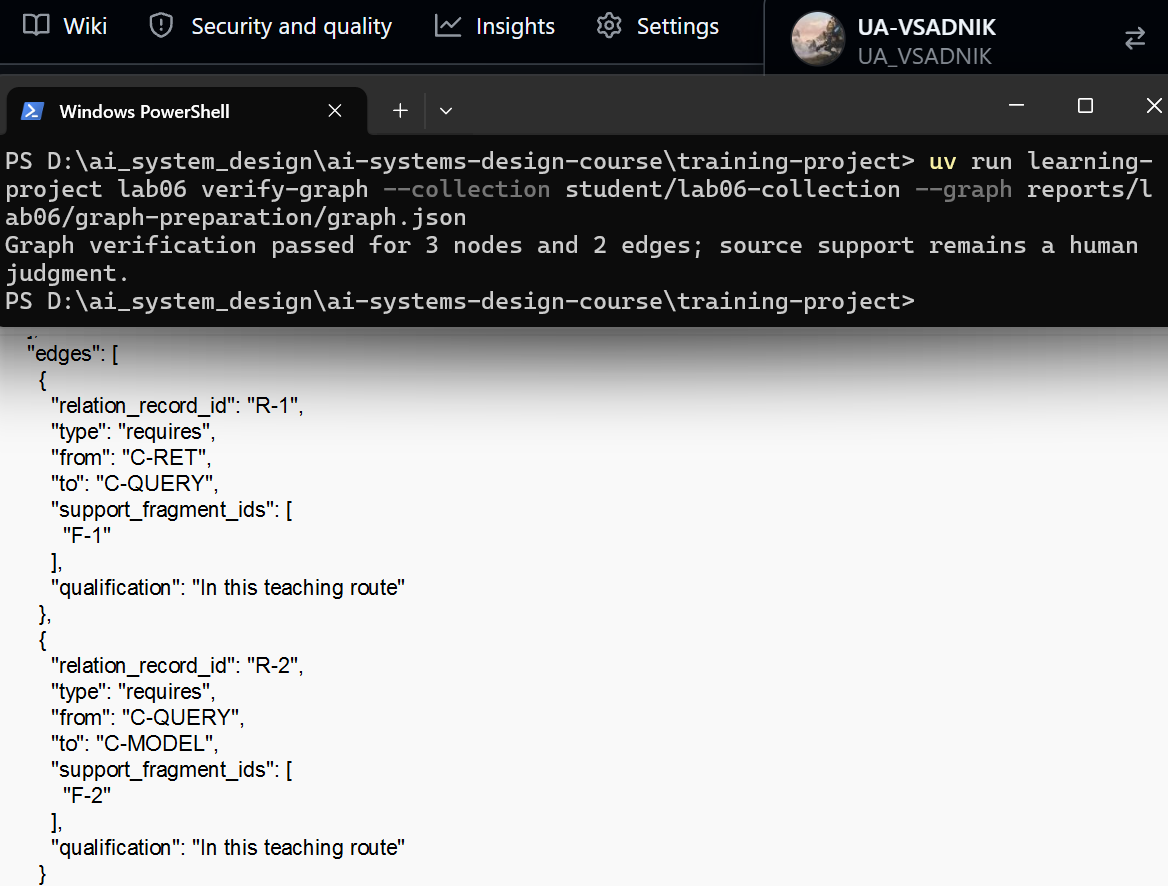 Wiki Security and quality Insights Settings UA-VSADNIK
UA_VSADNIK
Windows PowerShell
PS D:\ai_system_design\ai-systems-design-course\training-project> uv run learning-
project lab06 verify-graph --collection student/lab06-collection --graph reports/l
ab06/graph-preparation/graph.json
Graph verification passed for 3 nodes and 2 edges; source support remains a human
judgment.
PS D:\ai_system_design\ai-systems-design-course\training-project>
],
"edges": [
{
"relation_record_id": "R-1",
"type": "requires",
"from": "C-RET",
"to": "C-QUERY",
"support_fragment_ids": [
"F-1"
],
"qualification": "In this teaching route"
},
{
"relation_record_id": "R-2",
"type": "requires",
"from": "C-QUERY",
"to": "C-MODEL",
"support_fragment_ids": [
"F-2"
],
"qualification": "In this teaching route"
}